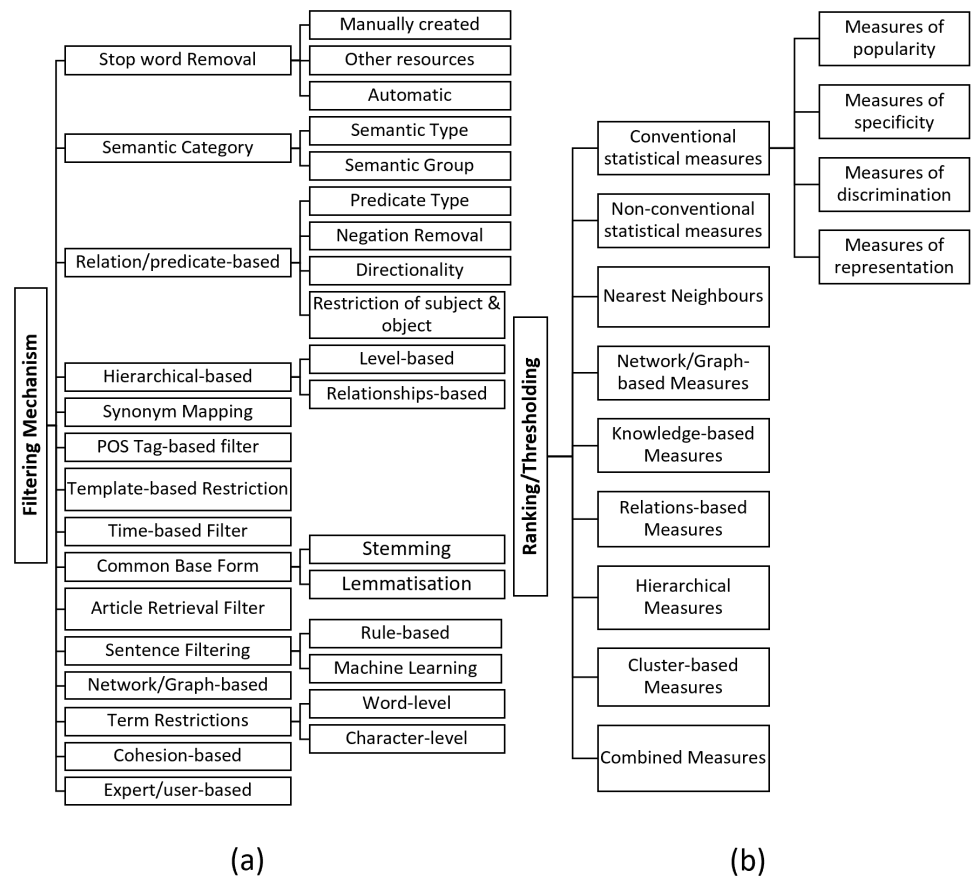 Filtering Mechanism
Stop word Removal
Manually created
Other resources
Automatic
Semantic Category
Semantic Type
Semantic Group
Relation/predicate-based
Predicate Type
Negation Removal
Directionality
Restriction of subject &
object
Hierarchical-based
Level-based
Relationships-based
Synonym Mapping
POS Tag-based filter
Template-based Restriction
Time-based Filter
Common Base Form
Stemming
Lemmatisation
Article Retrieval Filter
Sentence Filtering
Rule-based
Machine Learning
Network/Graph-based
Term Restrictions
Word-level
Character-level
Cohesion-based
Expert/user-based
(a)
Ranking/Thresholding
Conventional
statistical measures
Measures of
popularity
Measures of
specificity
Measures of
discrimination
Measures of
representation
Non-conventional
statistical measures
Nearest Neighbours
Network/Graph-
based Measures
Knowledge-based
Measures
Relations-based
Measures
Hierarchical
Measures
Cluster-based
Measures
Combined Measures
(b)